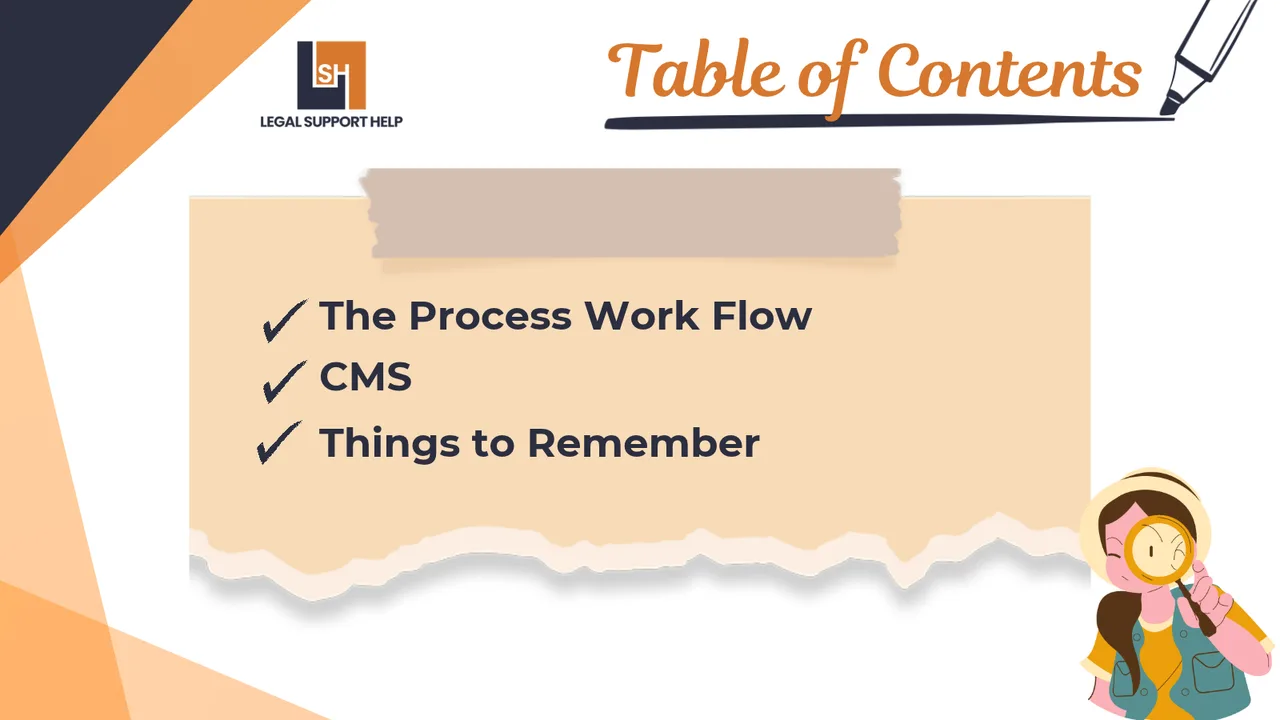 LSH
LEGAL SUPPORT HELP
Table of Contents
The Process Work Flow
CMS
Things to Remember